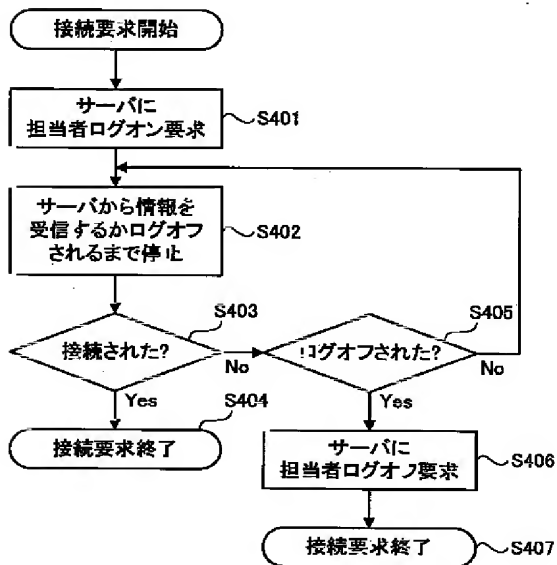 接続要求開始
サーバに
担当者ログオン要求
S401
サーバから情報を
受信するかログオフ
されるまで停止
S402
接続された?
S403
No
Yes
ログオフされた?
S405
No
Yes
接続要求終了
S404
サーバに
担当者ログオフ要求
S406
接続要求終了
S407